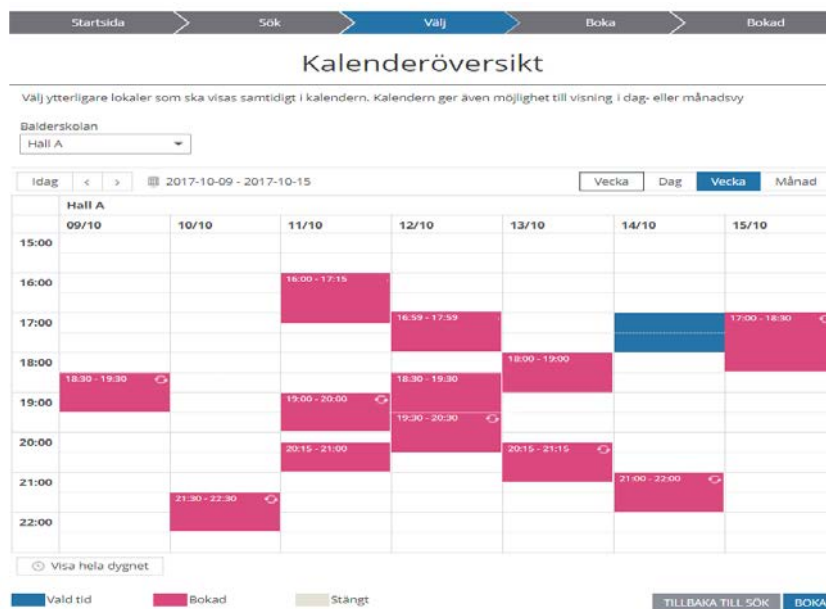 Startsida Sök Välj Boka Bokad
Kalenderöversikt
Välj ytterligare lokaler som ska visas samtidigt i kalendern. Kalendern ger även möjlighet till visning i dag- eller månadsvy
Balderskolan
Hall A
Idag < > 2017-10-09 - 2017-10-15 Vecka Dag Vecka Månad
Hall A
09/10 10/10 11/10 12/10 13/10 14/10 15/10
15:00
16:00 16:00 - 17:15
17:00 16:59 - 17:59 17:00 - 18:30
18:00 18:00 - 19:00
18:30 - 19:30 18:30 - 19:30
19:00 19:00 - 20:00
19:30 - 20:30
20:00 20:15 - 21:00 20:15 - 21:15
21:00 21:00 - 22:00
21:30 - 22:30
22:00
Visa hela dygnet
Vald tid Bokad Stängt TILLBAKA TILL SÖK BOKA